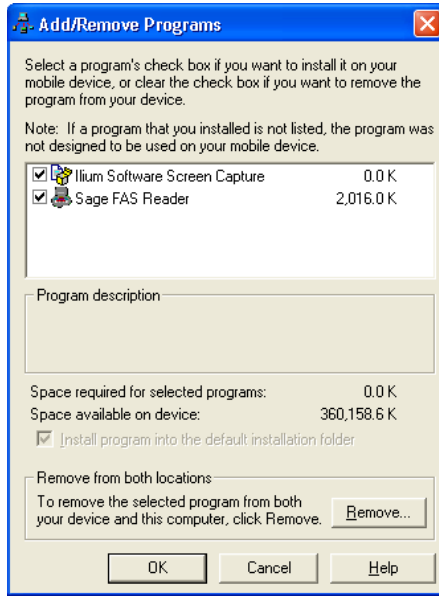 Add/Remove Programs
Select a program's check box if you want to install it on your
mobile device, or clear the check box if you want to remove the
program from your device.
Note: If a program that you installed is not listed, the program was
not designed to be used on your mobile device.
Ilium Software Screen Capture 0.0 K
Sage FAS Reader 2,016.0 K
Program description
Space required for selected programs: 0.0 K
Space available on device: 360,158.6 K
Install program into the default installation folder
Remove from both locations
To remove the selected program from both
your device and this computer, click Remove.
Remove...
OK Cancel Help